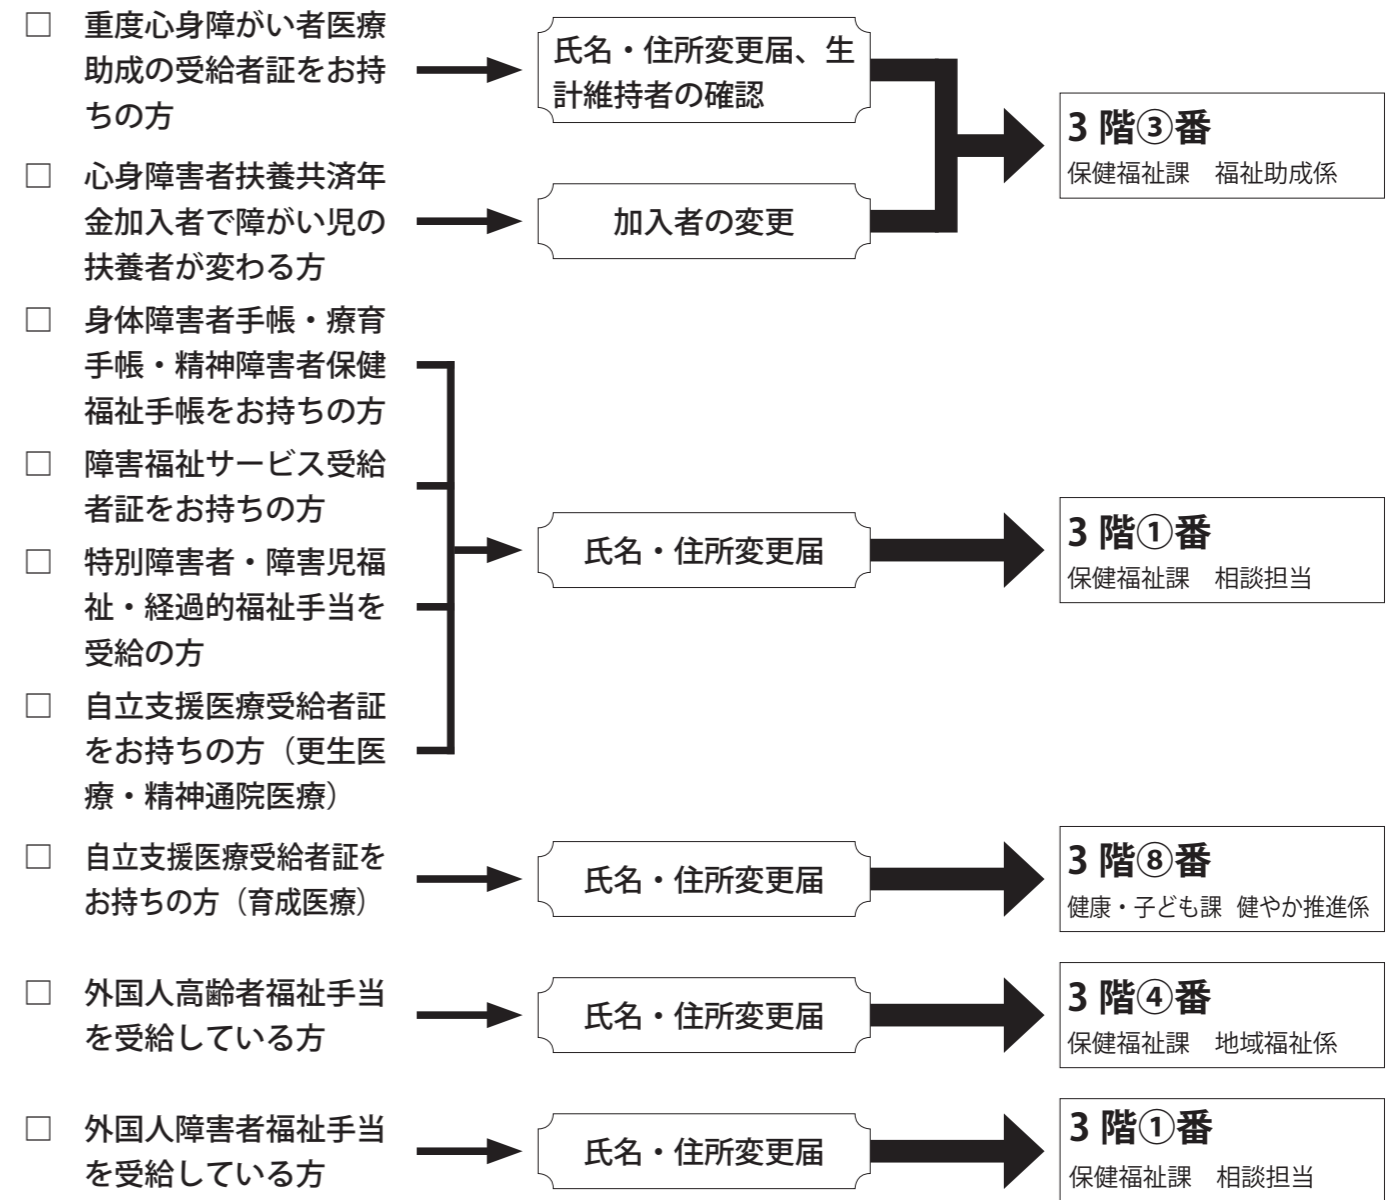 □ 重度心身障がい者医療
助成の受給者証をお持
ちの方
氏名・住所変更届、生
計維持者の確認
3 階③番
保健福祉課 福祉助成係
□ 心身障害者扶養共済年
金加入者で障がい児の
扶養者が変わる方
加入者の変更
□ 身体障害者手帳・療育
手帳・精神障害者保健
福祉手帳をお持ちの方
□ 障害福祉サービス受給
者証をお持ちの方
□ 特別障害者・障害児福
祉・経過的福祉手当を
受給の方
□ 自立支援医療受給者証
をお持ちの方（更生医
療・精神通院医療）
氏名・住所変更届
3 階①番
保健福祉課 相談担当
□ 自立支援医療受給者証を
お持ちの方（育成医療）
氏名・住所変更届
3 階⑧番
健康・子ども課 健やか推進係
□ 外国人高齢者福祉手当
を受給している方
氏名・住所変更届
3 階④番
保健福祉課 地域福祉係
□ 外国人障害者福祉手当
を受給している方
氏名・住所変更届
3 階①番
保健福祉課 相談担当